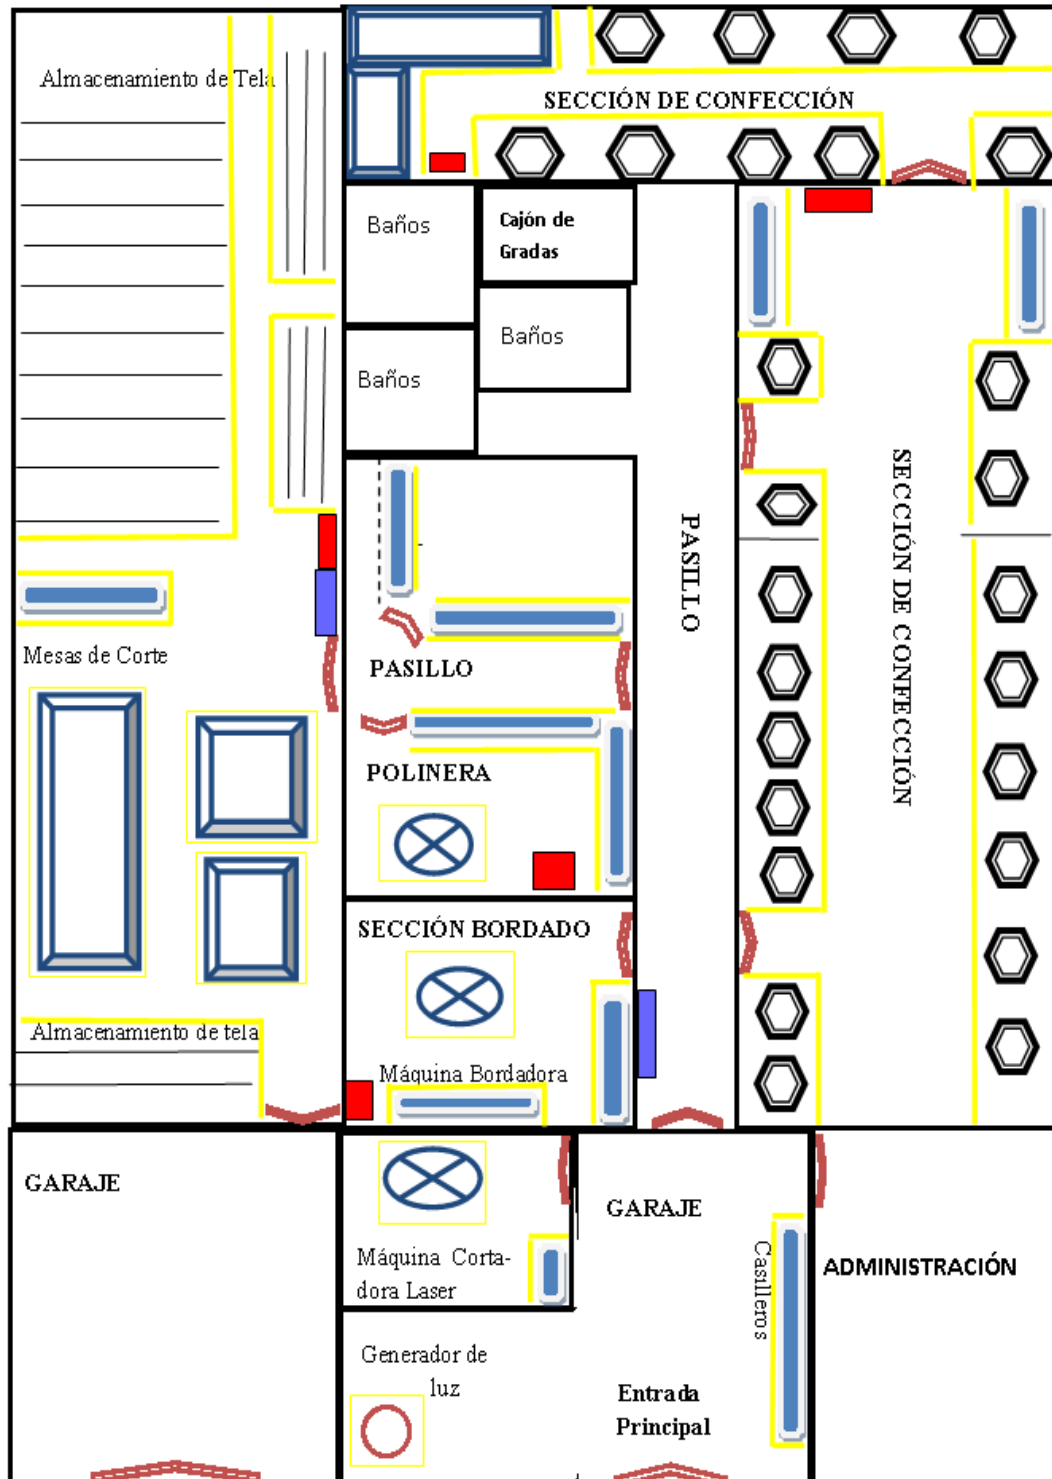 Almacenamiento de Tela
SECCIÓN DE CONFECCIÓN
Baños
Cajón de
Gradas
Baños
Baños
PASILLO
SECCIÓN DE CONFECCIÓN
Mesas de Corte
PASILLO
POLINERA
SECCIÓN BORDADO
Máquina Bordadora
Almacenamiento de tela
GARAJE
Máquina Corta-
dora Laser
GARAJE
Casilleros
ADMINISTRACIÓN
Generador de
luz
Entrada
Principal